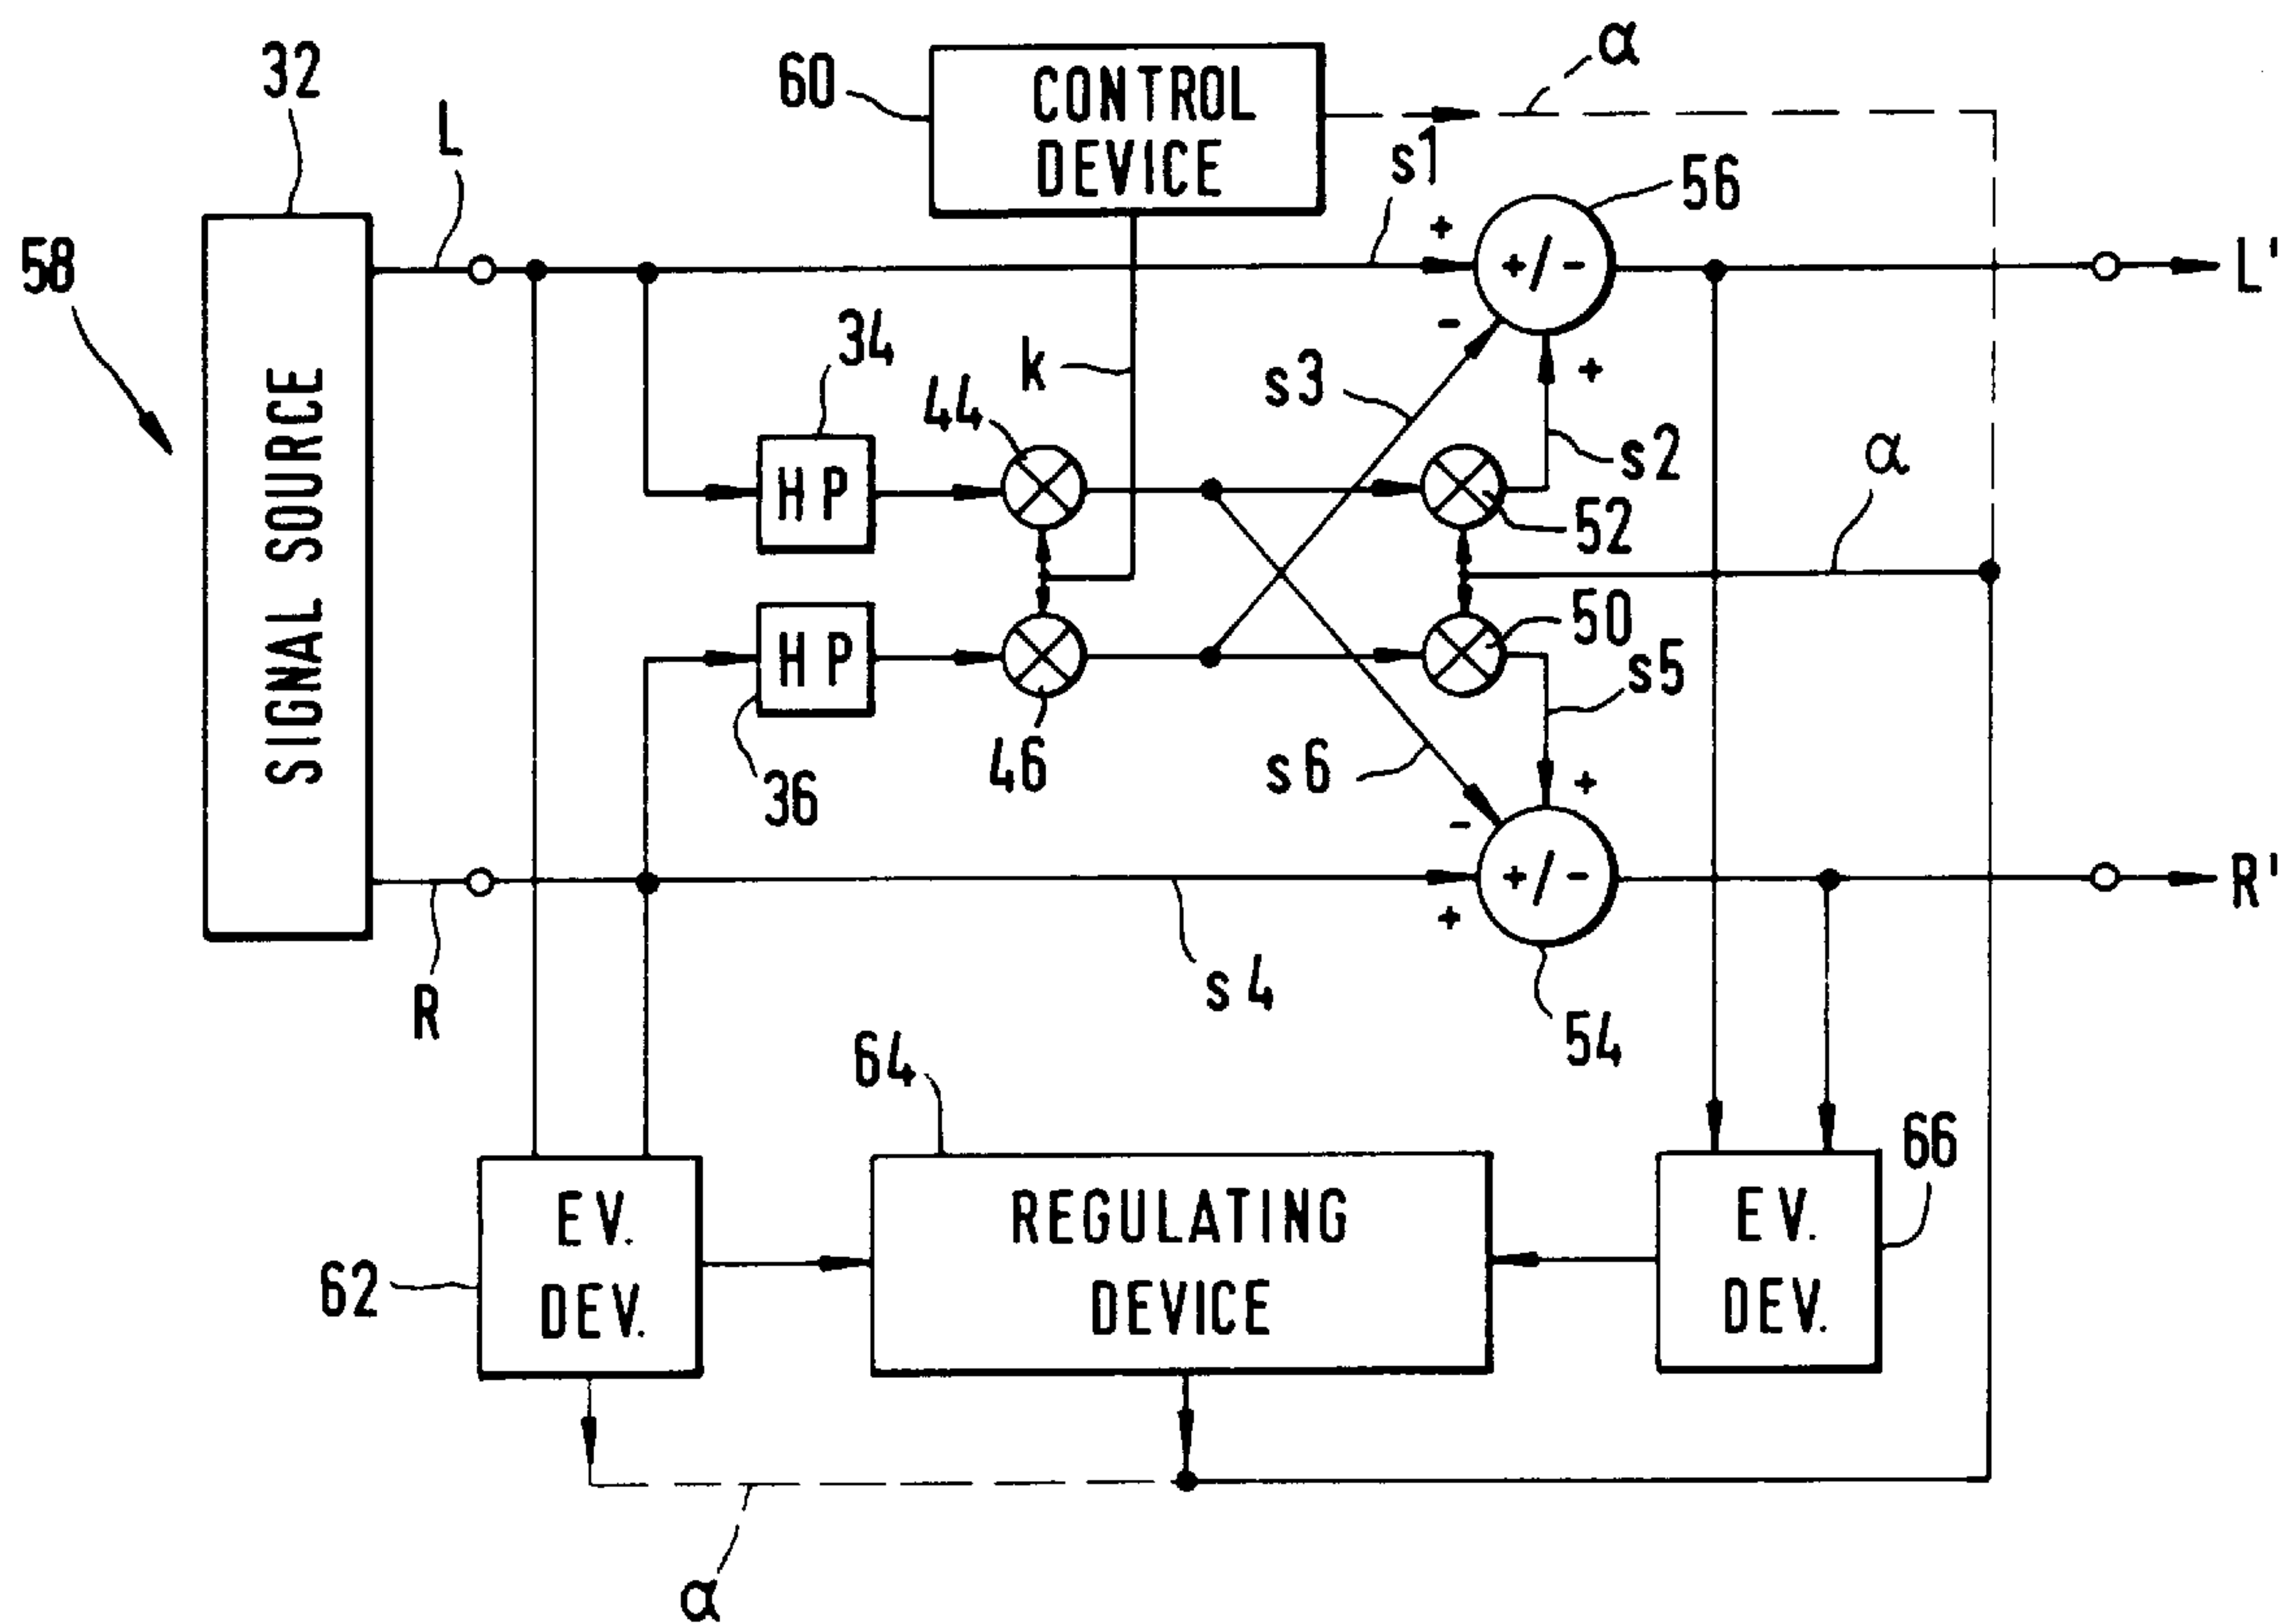 32
L
60
CONTROL
DEVICE
α
s1
56
58
+
+/-
L'
SIGNAL SOURCE
34
k
-
+
44
s3
HP
s2
α
52
HP
50
s5
36
46
s6
+
-
+/-
R'
+
R
s4
54
64
66
EV.
DEV.
REGULATING
DEVICE
EV.
DEV.
62
α